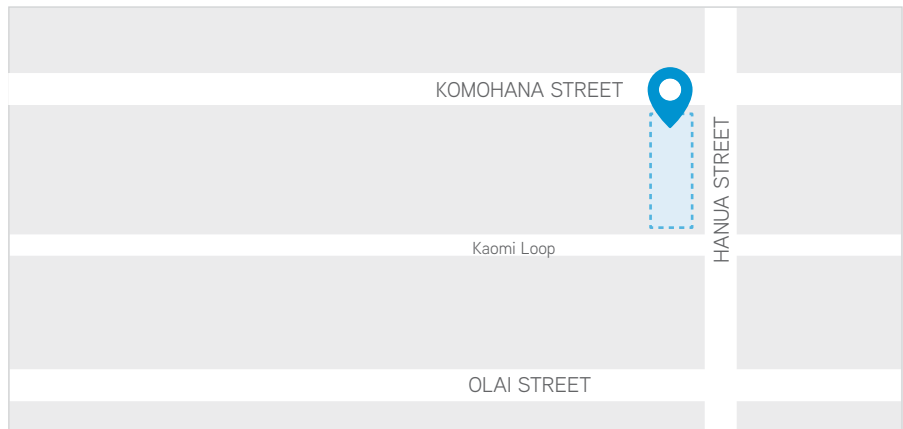 KOMOHANA STREET
HANUA STREET
Kaomi Loop
OLAI STREET